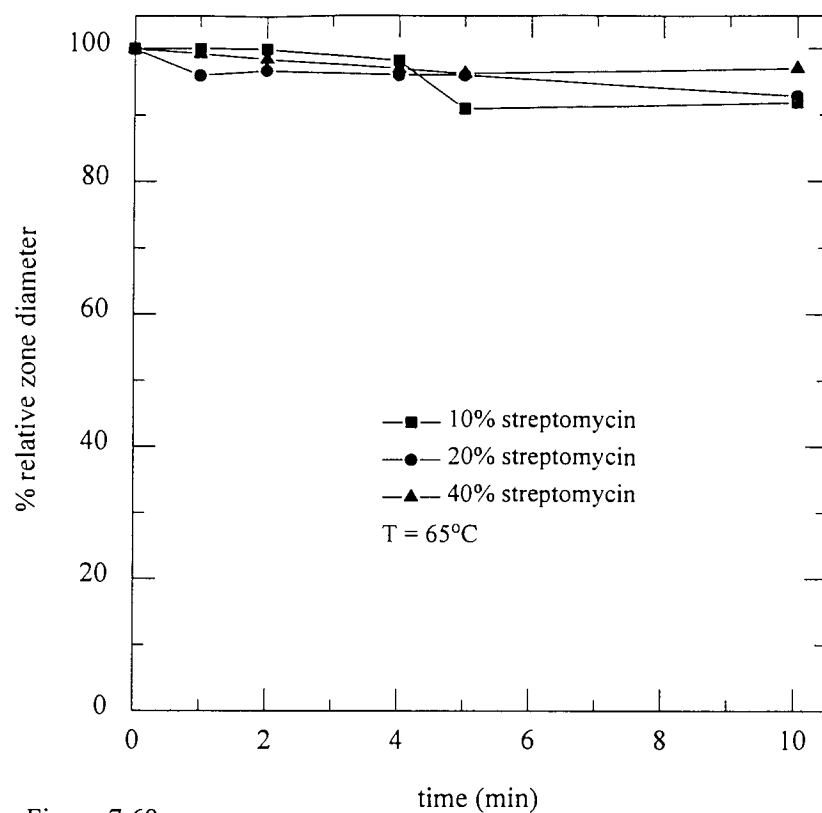 100
80
60
40
20
0
% relative zone diameter
10% streptomycin
20% streptomycin
40% streptomycin
T = 65°C
0 2 4 6 8 10
time (min)